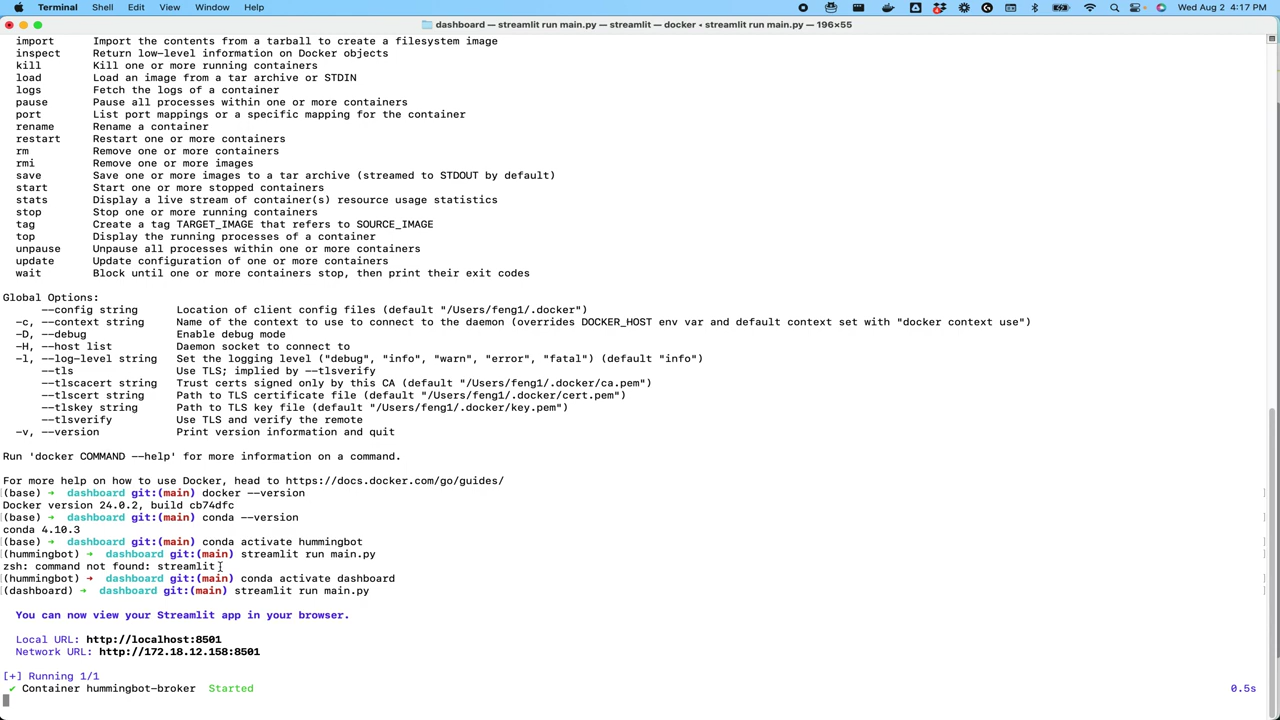 Terminal Shell Edit View Window Help Wed Aug 2 4:17 PM
dashboard — streamlit run main.py — streamlit — docker • streamlit run main.py — 196×55
import Import the contents from a tarball to create a filesystem image
inspect Return low-level information on Docker objects
kill Kill one or more running containers
load Load an image from a tar archive or STDIN
logs Fetch the logs of a container
pause Pause all processes within one or more containers
port List port mappings or a specific mapping for the container
rename Rename a container
restart Restart one or more containers
rm Remove one or more containers
rmi Remove one or more images
save Save one or more images to a tar archive (streamed to STDOUT by default)
start Start one or more stopped containers
stats Display a live stream of container(s) resource usage statistics
stop Stop one or more running containers
tag Create a tag TARGET_IMAGE that refers to SOURCE_IMAGE
top Display the running processes of a container
unpause Unpause all processes within one or more containers
update Update configuration of one or more containers
wait Block until one or more containers stop, then print their exit codes
Global Options:
--config string Location of client config files (default "/Users/feng1/.docker")
-c, --context string Name of the context to use to connect to the daemon (overrides DOCKER_HOST env var and default context set with "docker context use")
-D, --debug Enable debug mode
-H, --host list Daemon socket to connect to
-l, --log-level string Set the logging level ("debug", "info", "warn", "error", "fatal") (default "info")
--tls Use TLS; implied by --tlsverify
--tlscacert string Trust certs signed only by this CA (default "/Users/feng1/.docker/ca.pem")
--tlscert string Path to TLS certificate file (default "/Users/feng1/.docker/cert.pem")
--tlskey string Path to TLS key file (default "/Users/feng1/.docker/key.pem")
--tlsverify Use TLS and verify the remote
-v, --version Print version information and quit
Run 'docker COMMAND --help' for more information on a command.
For more help on how to use Docker, head to https://docs.docker.com/go/guides/
(base) ➜ dashboard git:(main) docker --version
Docker version 24.0.2, build cb74dfc
(base) ➜ dashboard git:(main) conda --version
conda 4.10.3
(base) ➜ dashboard git:(main) conda activate hummingbot
(hummingbot) ➜ dashboard git:(main) streamlit run main.py
zsh: command not found: streamlit
(hummingbot) ➜ dashboard git:(main) conda activate dashboard
(dashboard) ➜ dashboard git:(main) streamlit run main.py
You can now view your Streamlit app in your browser.
Local URL: http://localhost:8501
Network URL: http://172.18.12.158:8501
[+] Running 1/1
✔ Container hummingbot-broker Started 0.5s